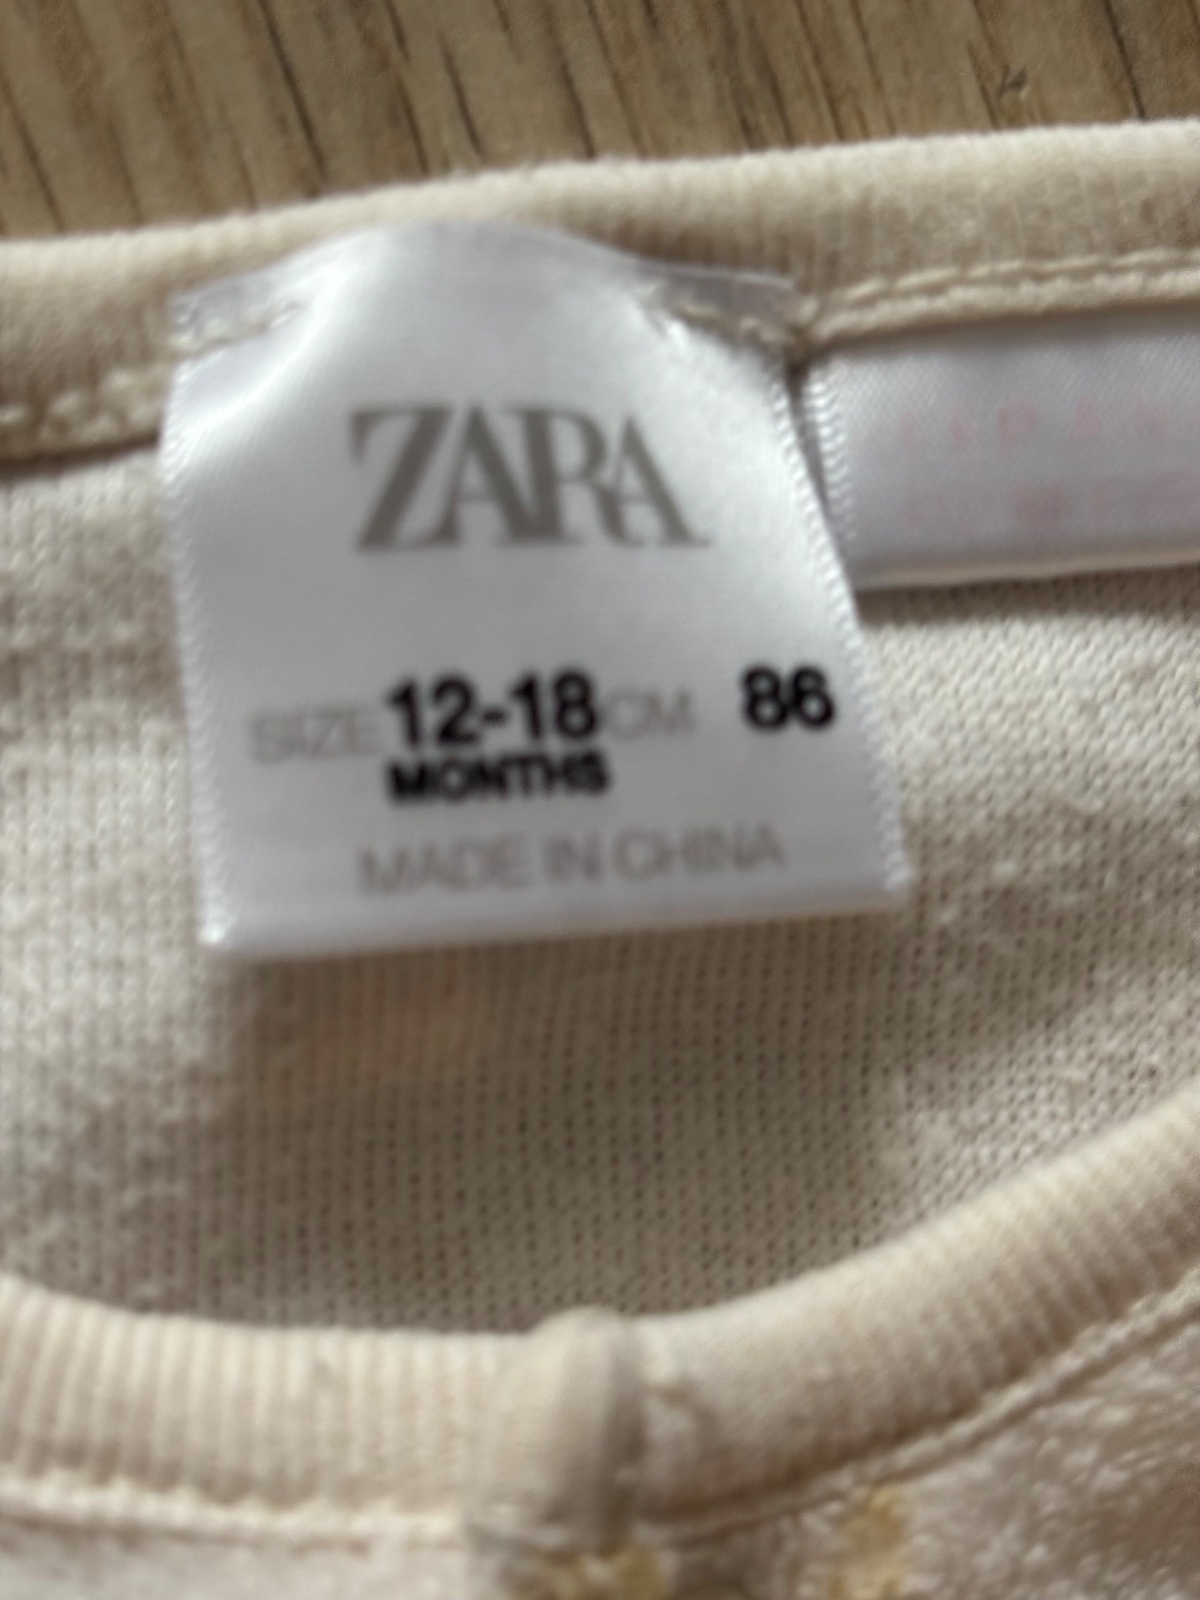 ZARA
SIZE 12-18 CM 86
MONTHS
MADE IN CHINA